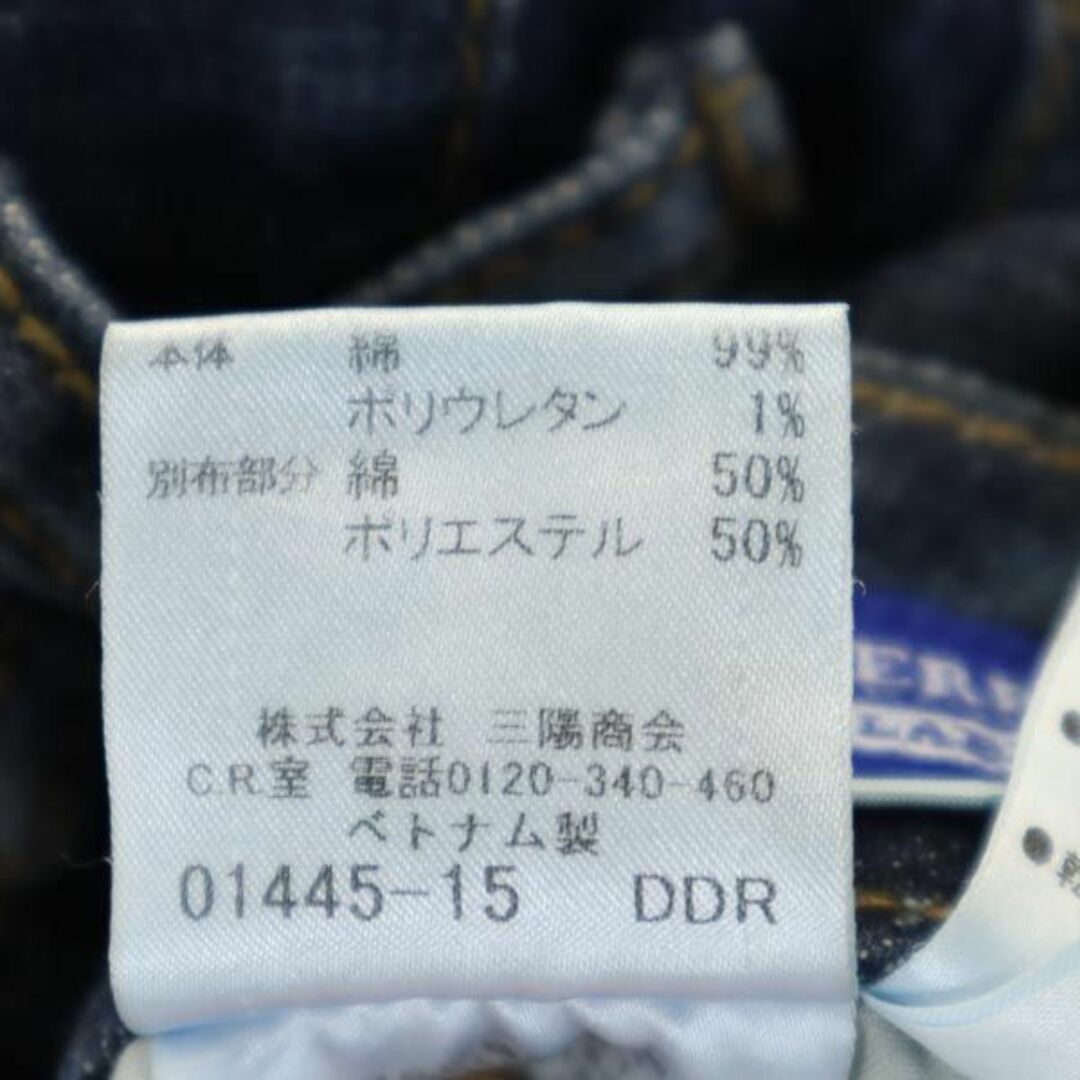 本体 綿 99%
ポリウレタン 1%
別布部分 綿 50%
ポリエステル 50%
株式会社 三陽商会
C.R.室 電話0120-340-460
ベトナム製
01445-15 DDR